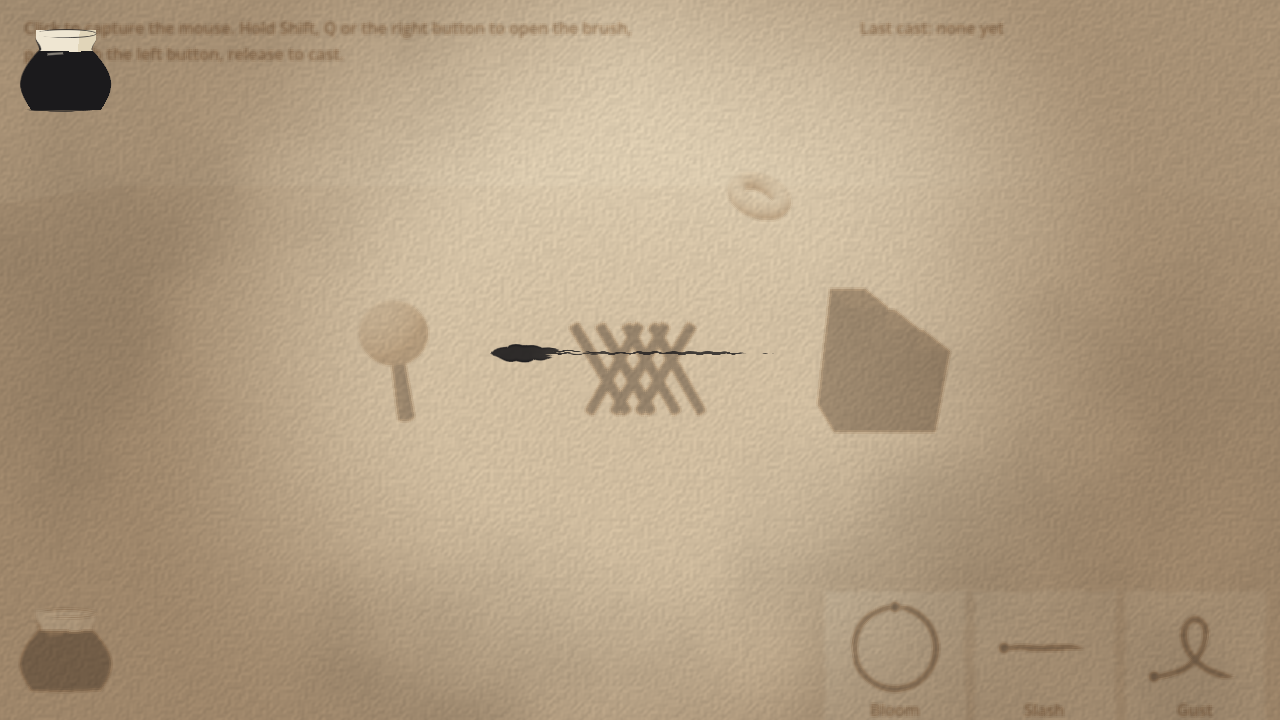 Click to capture the mouse. Hold Shift, Q or the right button to open the brush,
the left button, release to cast.
Last cast: none yet
Bloom
Slash
Gust